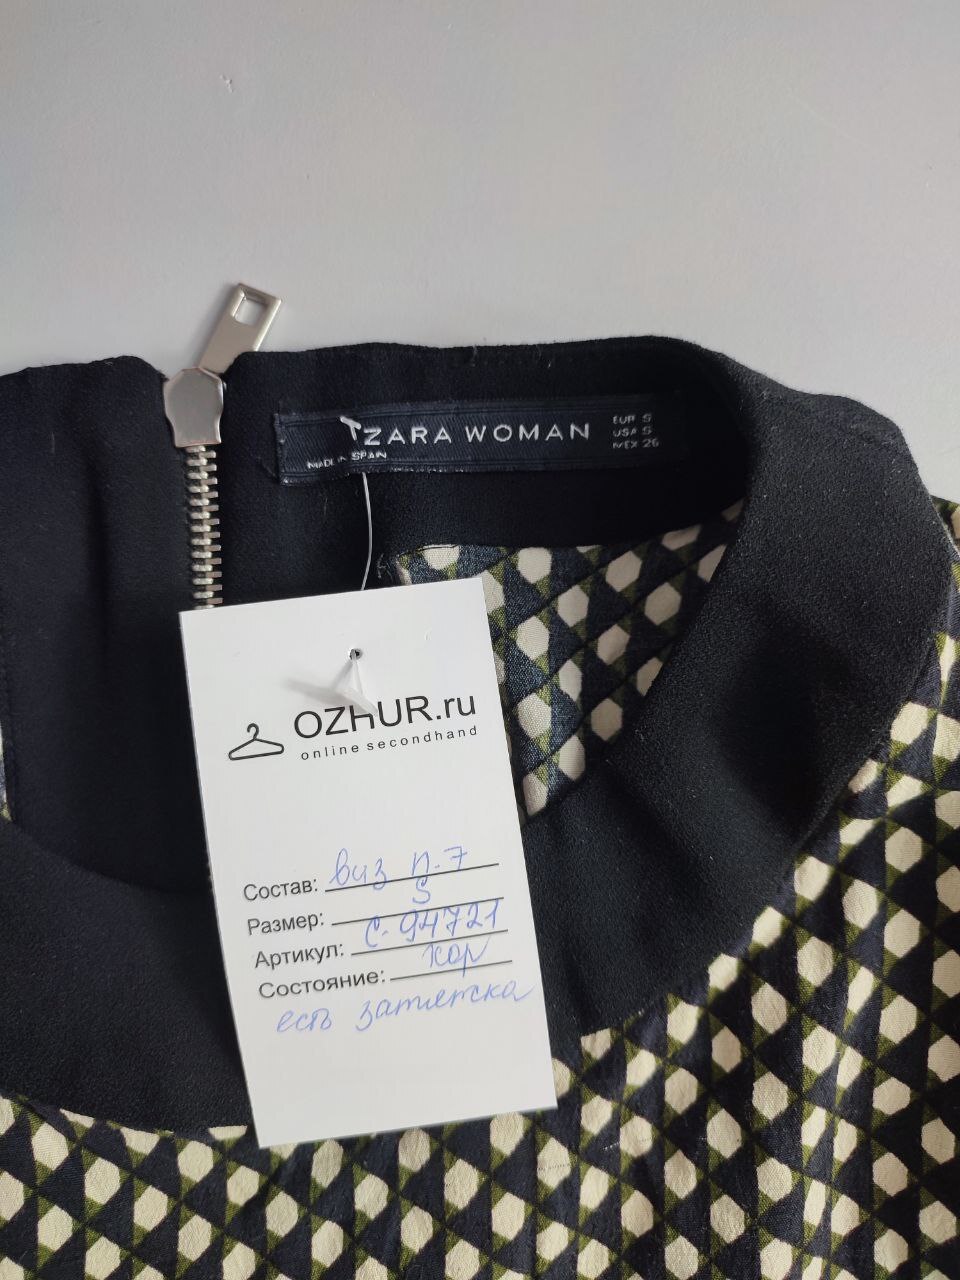 ZARA WOMAN
EUR S
USA S
MEX 26
MADE IN SPAIN
OZHUR.ru
online secondhand
Состав: виз п-7
Размер: S
Артикул: С-94721
Состояние: хор
есть затяжка